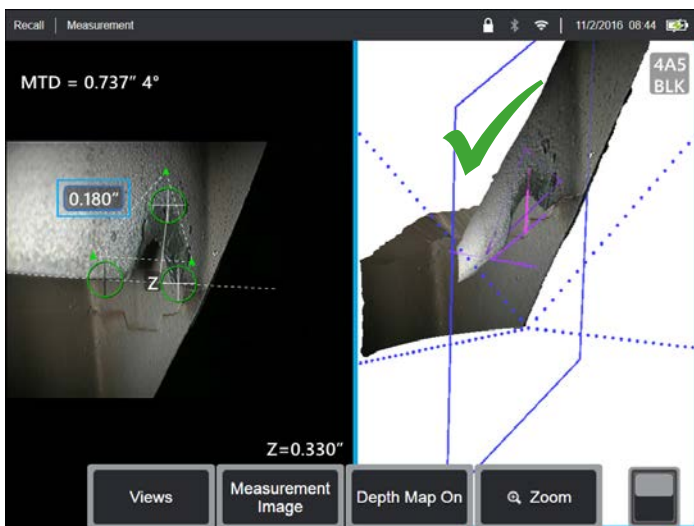 Recall | Measurement
11/2/2016 08:44
4A5
BLK
MTD = 0.737" 4°
A
0.180"
A
A
Z
Z=0.330"
Views
Measurement
Image
Depth Map On
Zoom